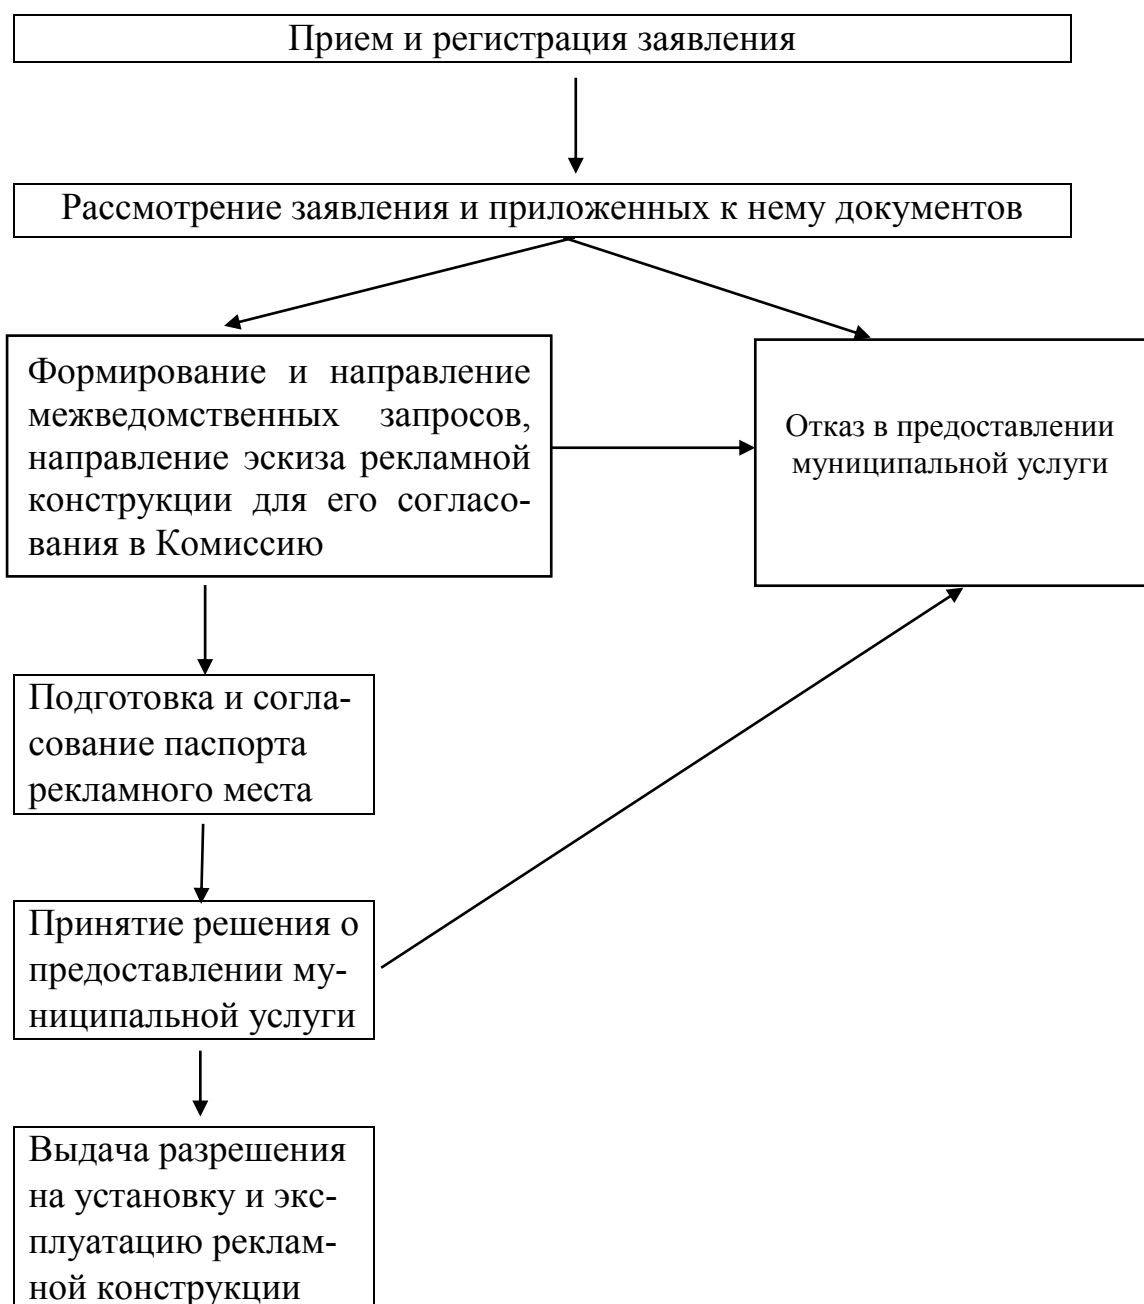 Прием и регистрация заявления
Рассмотрение заявления и приложенных к нему документов
Формирование и направление
межведомственных запросов,
направление эскиза рекламной
конструкции для его согласо-
вания в Комиссию
Отказ в предоставлении
муниципальной услуги
Подготовка и согла-
сование паспорта
рекламного места
Принятие решения о
предоставлении му-
ниципальной услуги
Выдача разрешения
на установку и экс-
плуатацию реклам-
ной конструкции